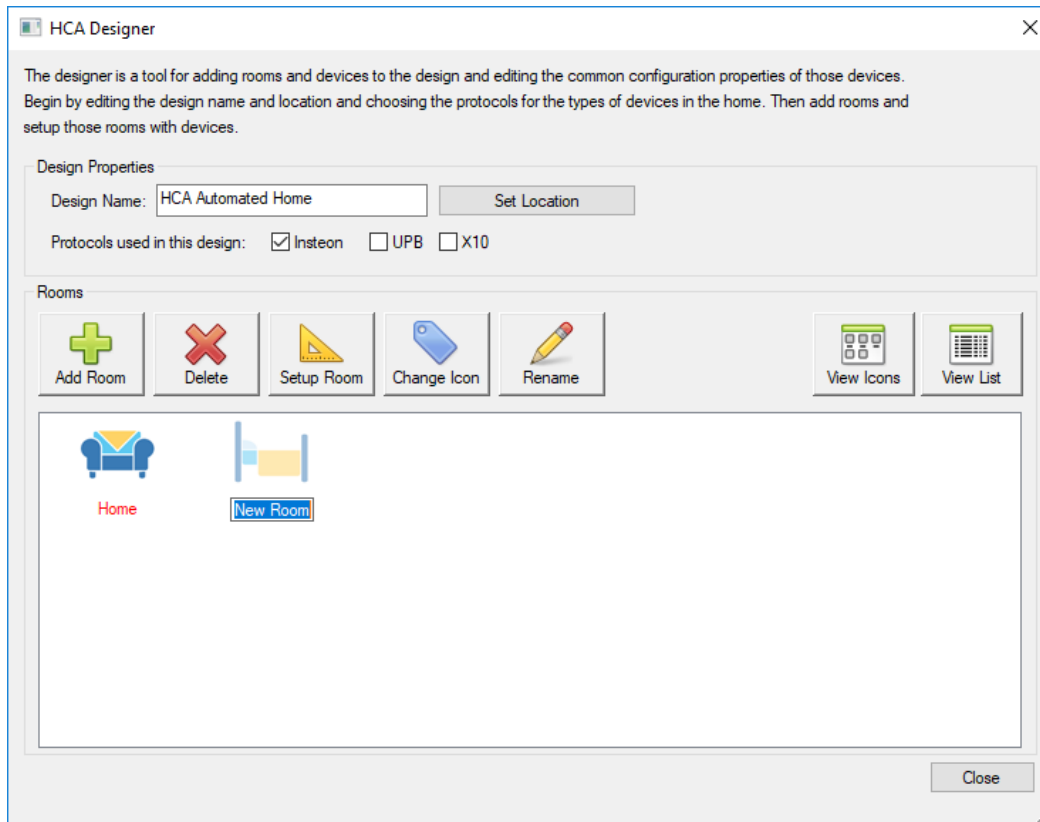 HCA Designer
The designer is a tool for adding rooms and devices to the design and editing the common configuration properties of those devices.
Begin by editing the design name and location and choosing the protocols for the types of devices in the home. Then add rooms and
setup those rooms with devices.
Design Properties
Design Name: HCA Automated Home Set Location
Protocols used in this design: Insteon UPB X10
Rooms
Add Room Delete Setup Room Change Icon Rename View Icons View List
Home New Room
Close